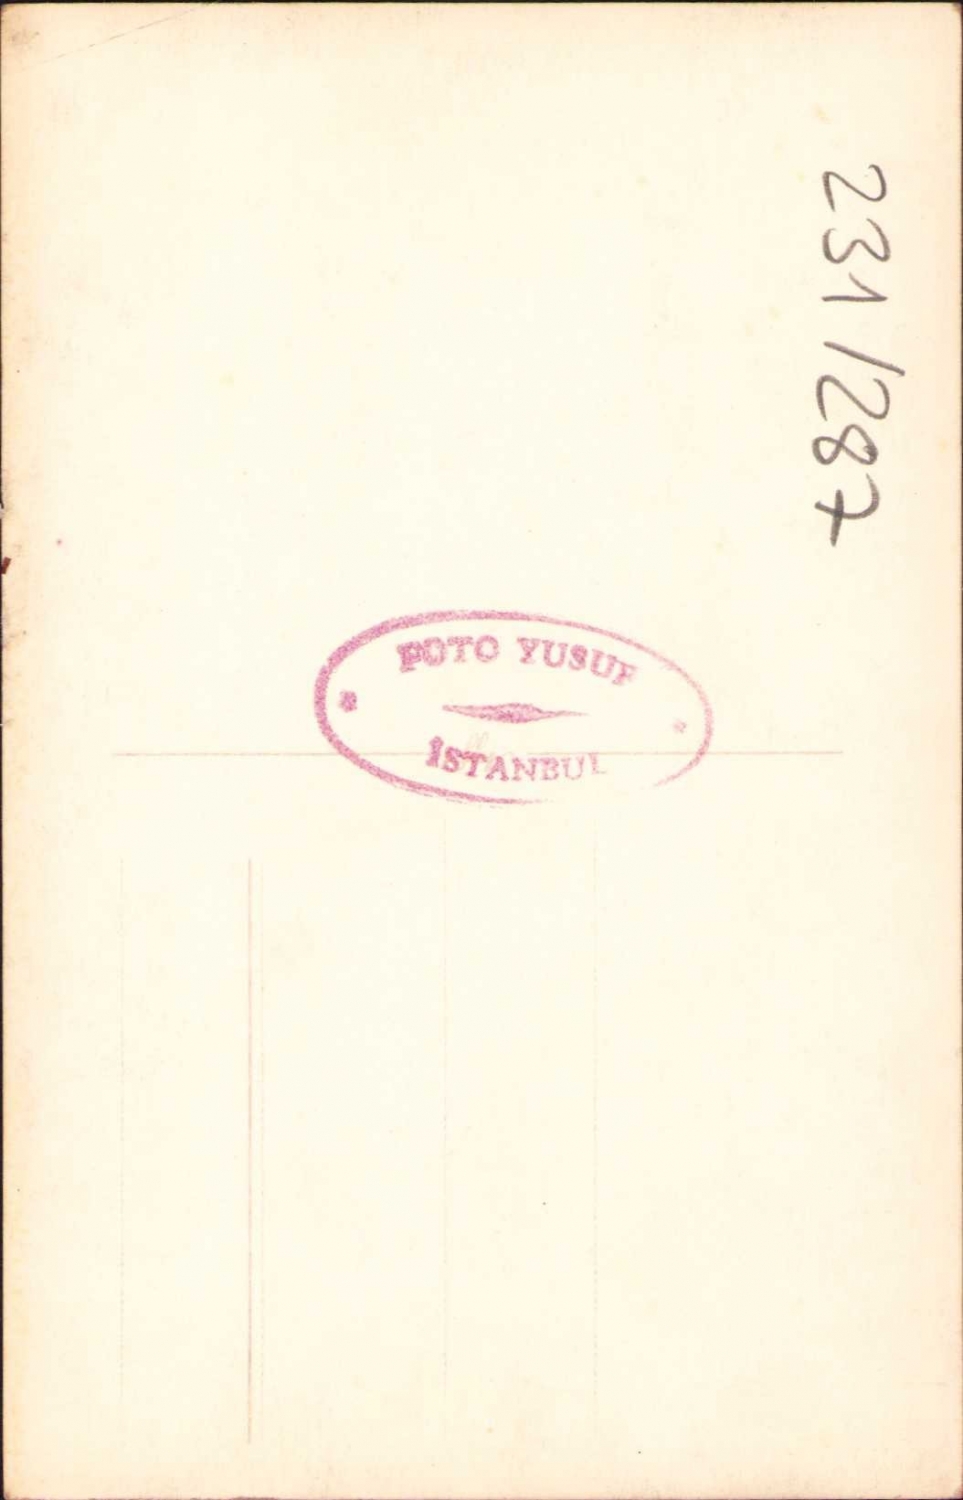 231/287
FOTO YUSUF
İSTANBUL